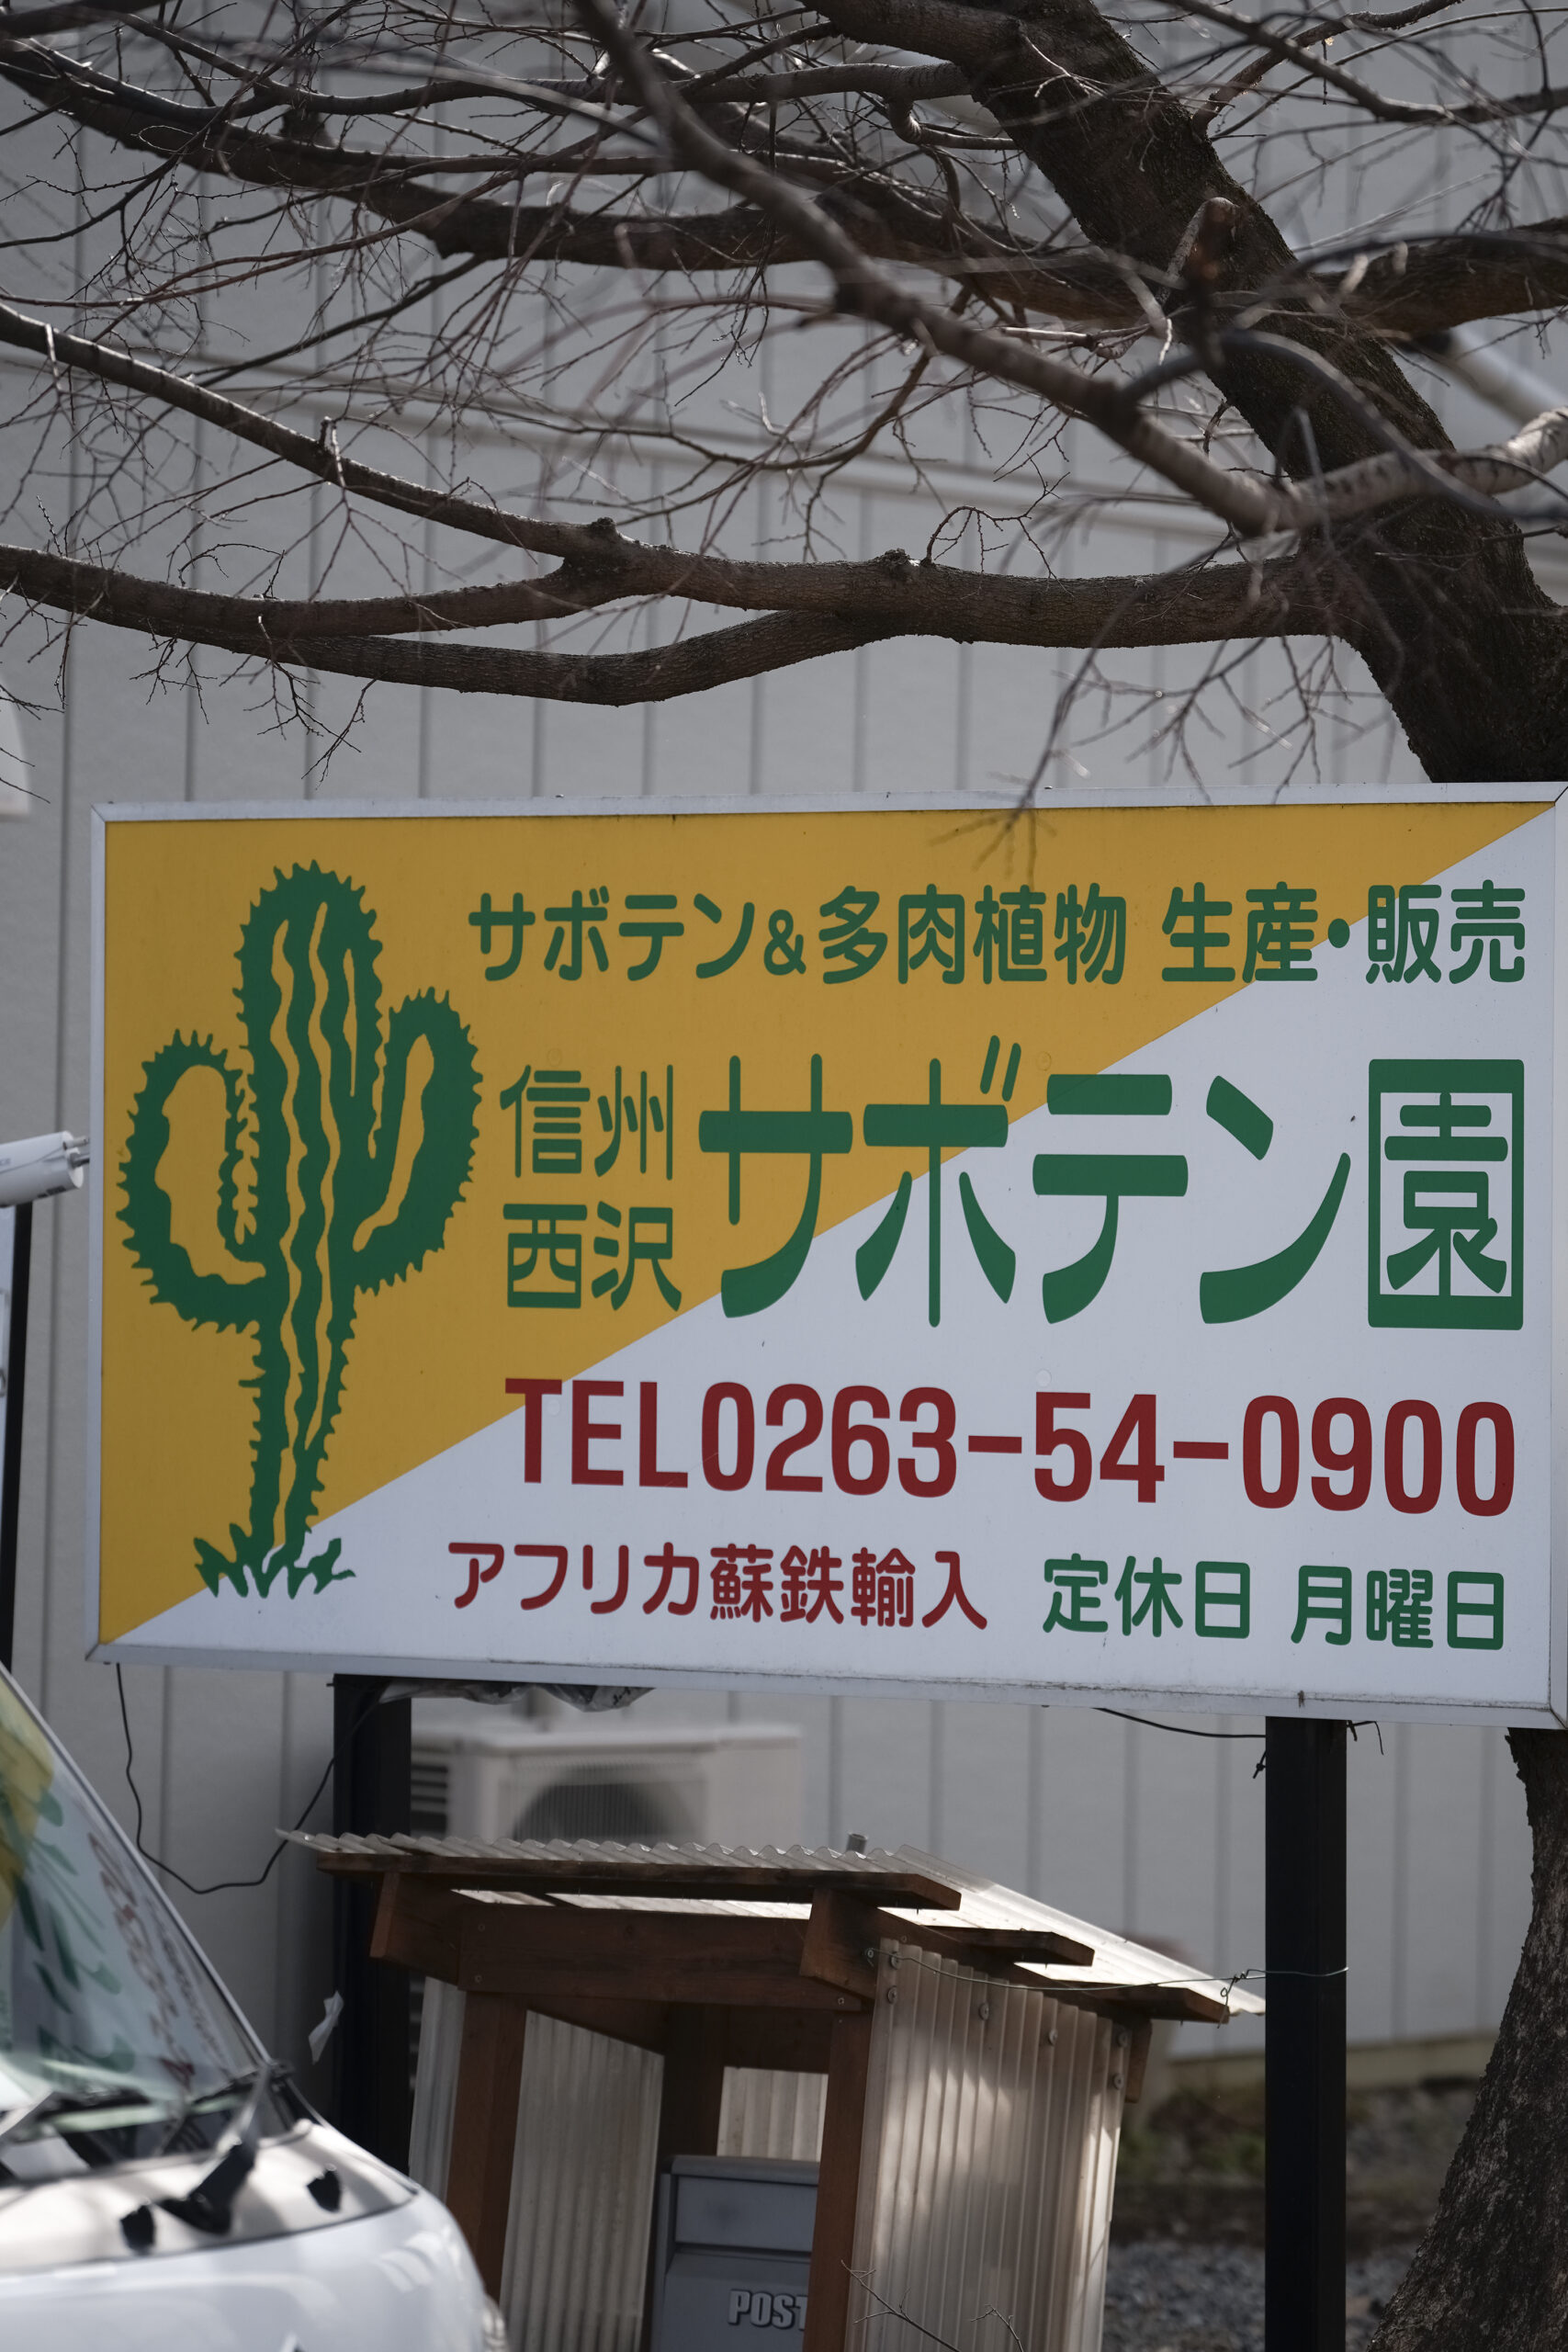 サボテン&多肉植物 生産・販売
信州
西沢
サボテン園
TEL0263-54-0900
アフリカ蘇鉄輸入 定休日 月曜日
POST